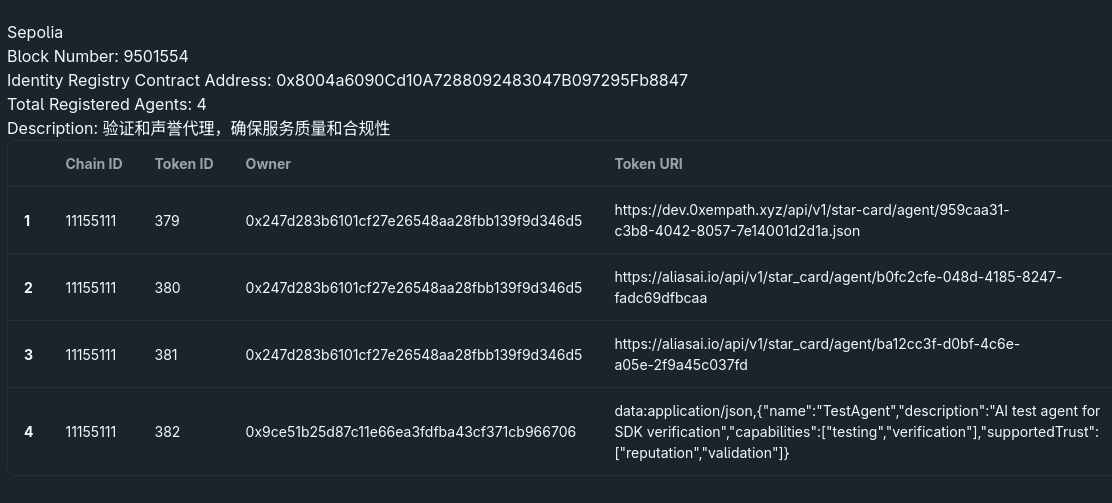 Sepolia
Block Number: 9501554
Identity Registry Contract Address: 0x8004a6090Cd10A7288092483047B097295Fb8847
Total Registered Agents: 4
Description: 验证和声誉代理，确保服务质量和合规性
Chain ID Token ID Owner Token URI
1 11155111 379 0x247d283b6101cf27e26548aa28fbb139f9d346d5 https://dev.0xempath.xyz/api/v1/star-card/agent/959caa31-
c3b8-4042-8057-7e14001d2d1a.json
2 11155111 380 0x247d283b6101cf27e26548aa28fbb139f9d346d5 https://aliasai.io/api/v1/star_card/agent/b0fc2cfe-048d-4185-8247-
fadc69dfbcaa
3 11155111 381 0x247d283b6101cf27e26548aa28fbb139f9d346d5 https://aliasai.io/api/v1/star_card/agent/ba12cc3f-d0bf-4c6e-
a05e-2f9a45c037fd
4 11155111 382 0x9ce51b25d87c11e66ea3fdfba43cf371cb966706 data:application/json,{"name":"TestAgent","description":"AI test agent for
SDK verification","capabilities":["testing","verification"],"supportedTrust":
["reputation","validation"]}